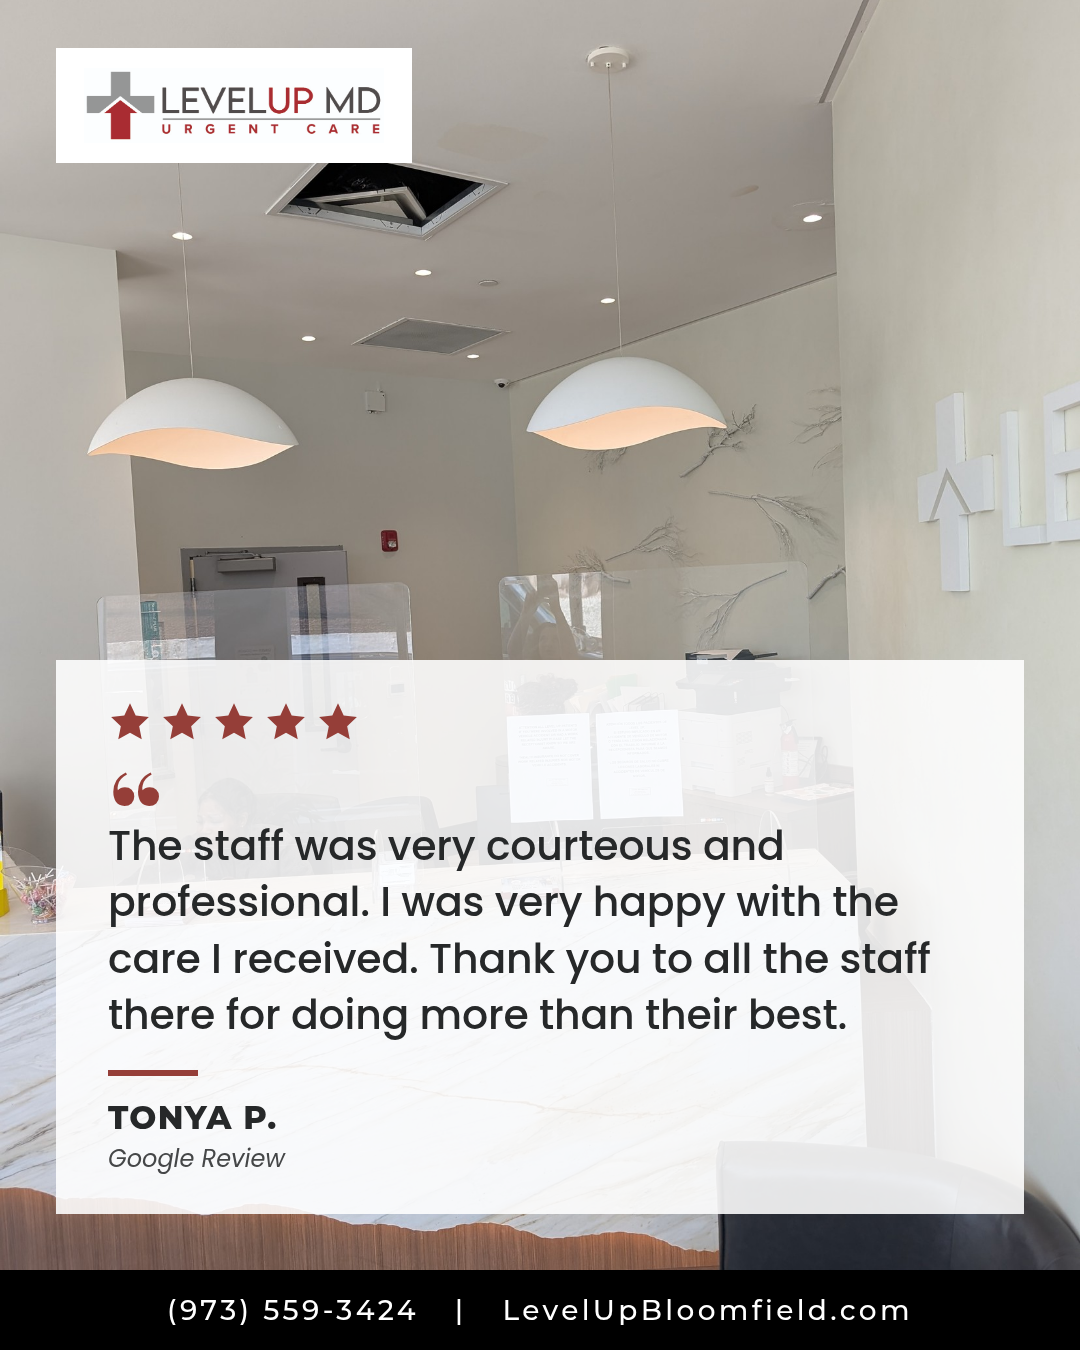 LEVELUP MD
URGENT CARE
LE
“
The staff was very courteous and
professional. I was very happy with the
care I received. Thank you to all the staff
there for doing more than their best.
TONYA P.
Google Review
(973) 559-3424 | LevelUpBloomfield.com